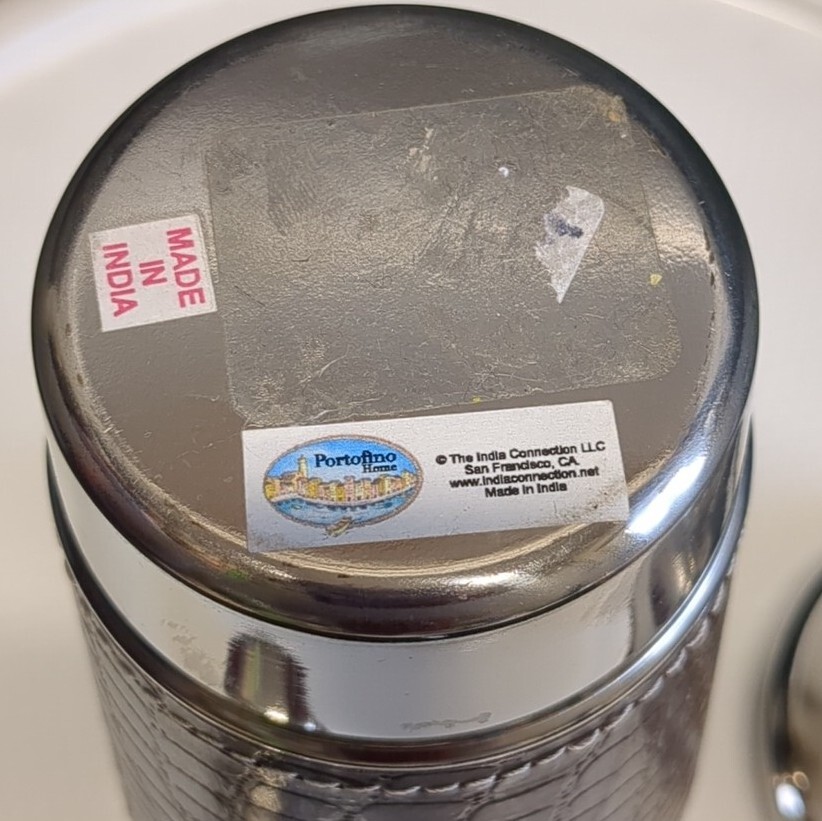 MADE
IN
INDIA
Portofino
Home
© The India Connection LLC
San Francisco, CA
www.indiaconnection.net
Made in India